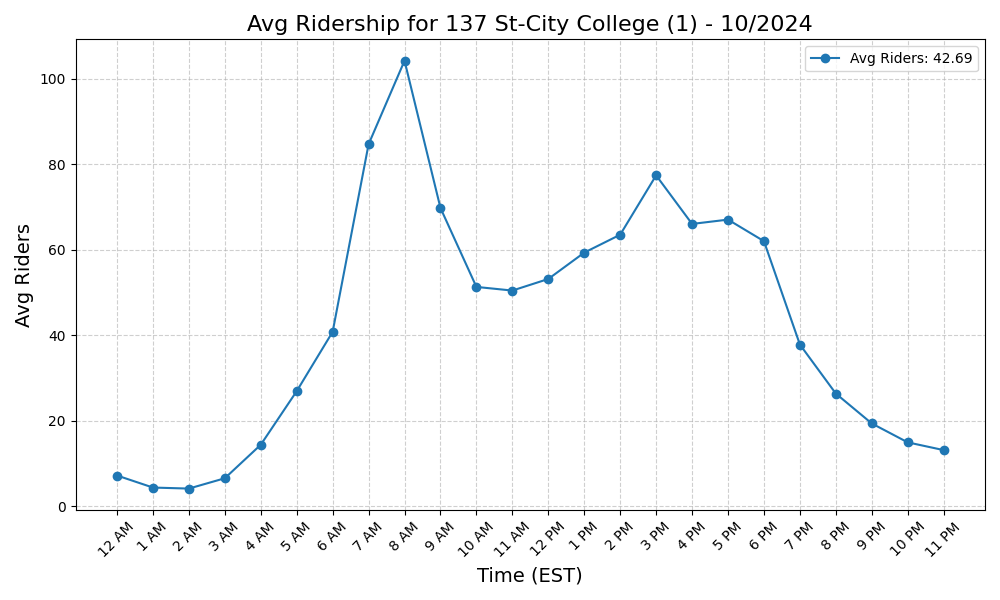 Avg Ridership for 137 St-City College (1) - 10/2024
Avg Riders: 42.69
Avg Riders
100
80
60
40
20
0
12 AM
1 AM
2 AM
3 AM
4 AM
5 AM
6 AM
7 AM
8 AM
9 AM
10 AM
11 AM
12 PM
1 PM
2 PM
3 PM
4 PM
5 PM
6 PM
7 PM
8 PM
9 PM
10 PM
11 PM
Time (EST)